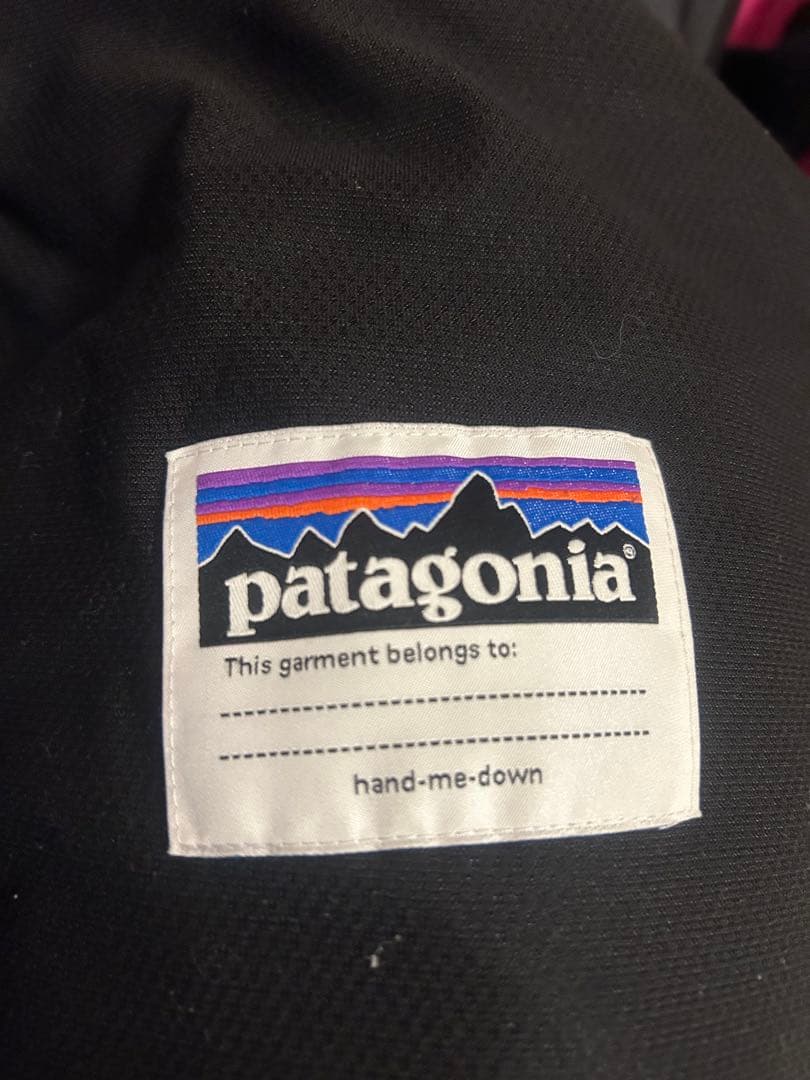 patagonia®
This garment belongs to:
hand-me-down